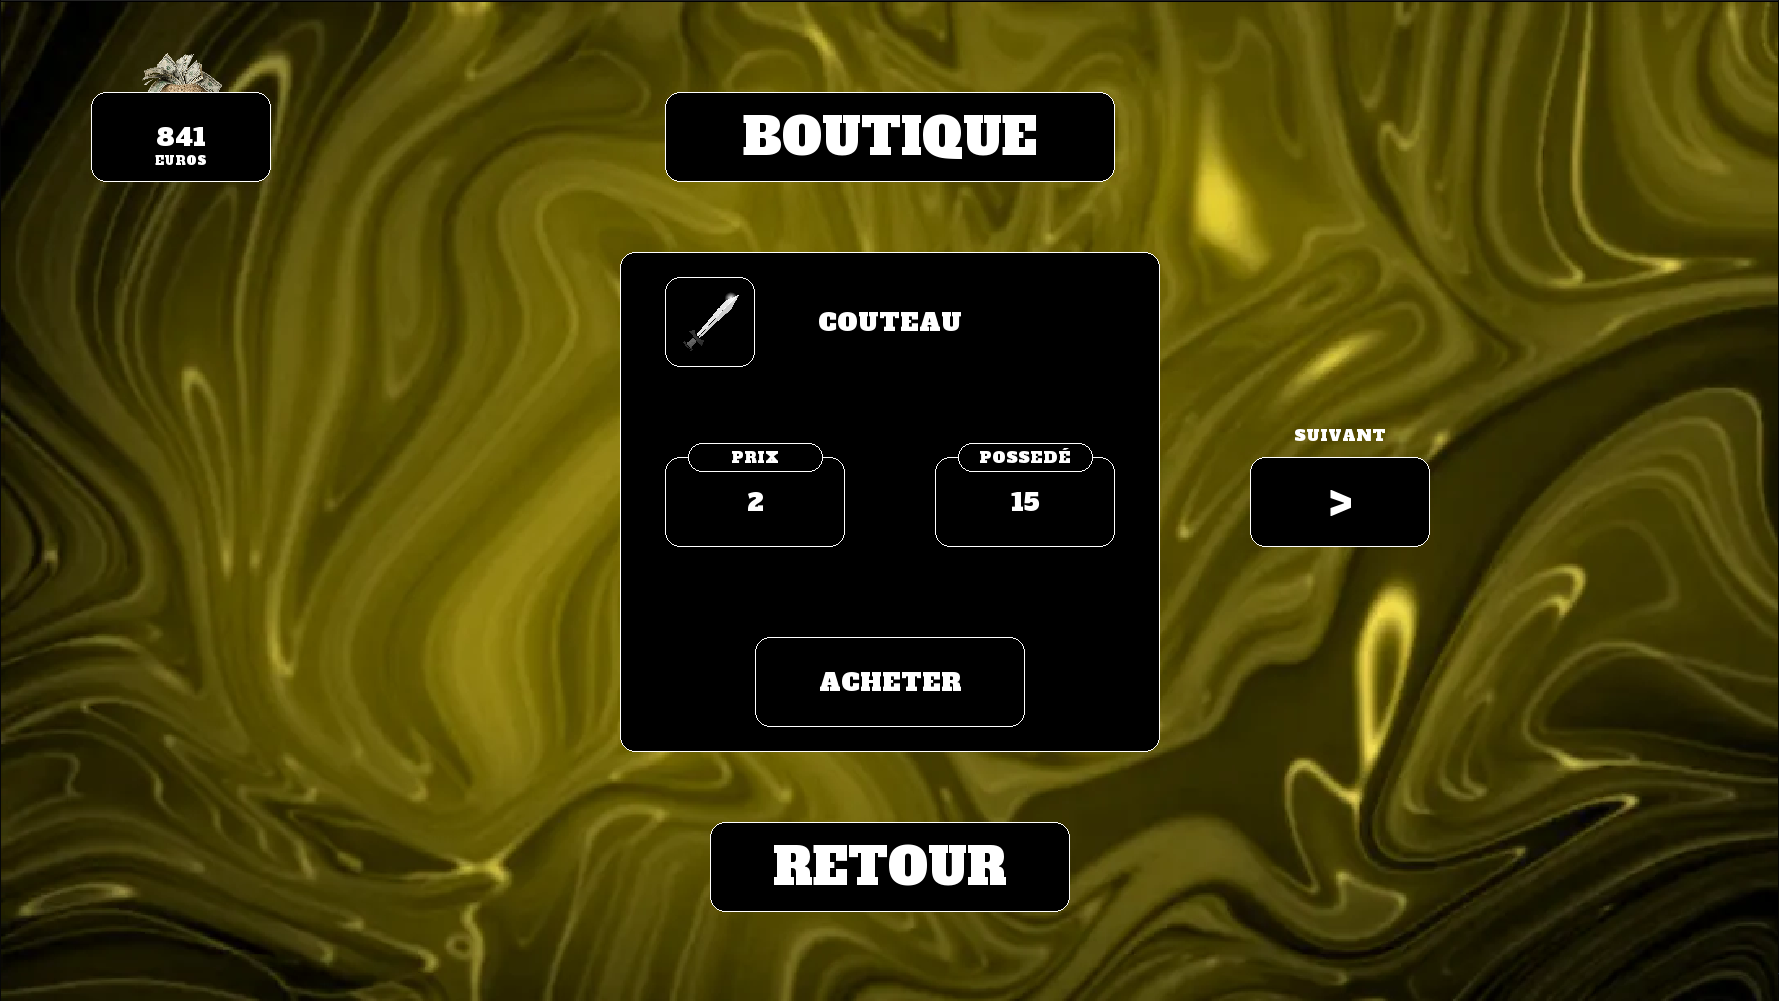 841
EUROS
BOUTIQUE
COUTEAU
PRIX
2
POSSEDÉ
15
SUIVANT
>
ACHETER
RETOUR